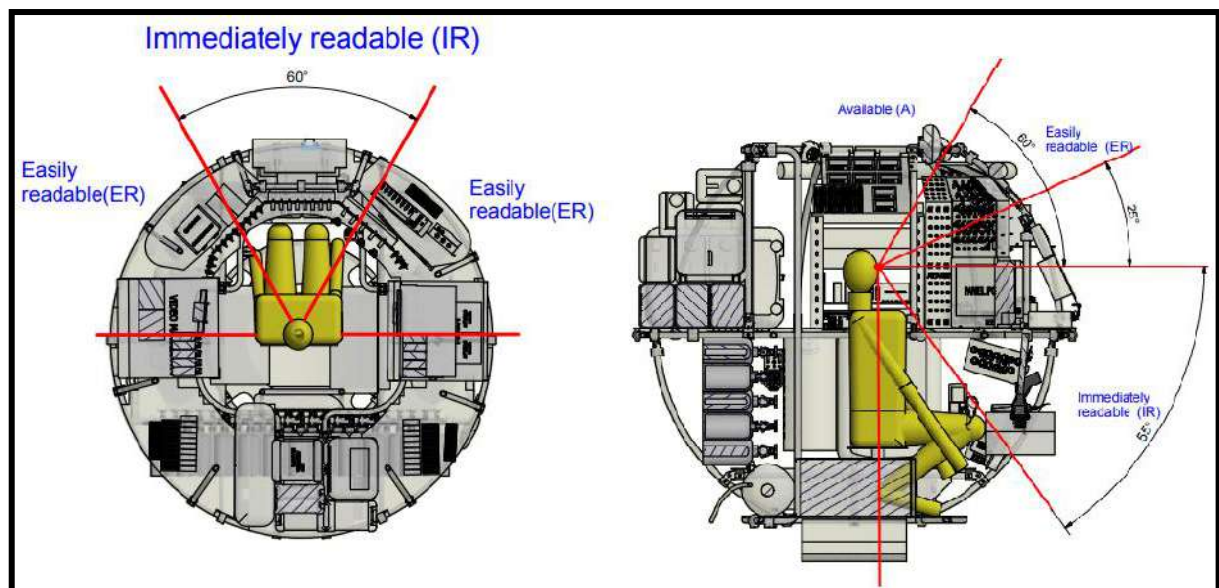 Immediately readable (IR)
60°
Easily
readable(ER)
Easily
readable(ER)
Available (A)
60°
Easily
readable (ER)
25°
Immediately
readable (IR)
55°